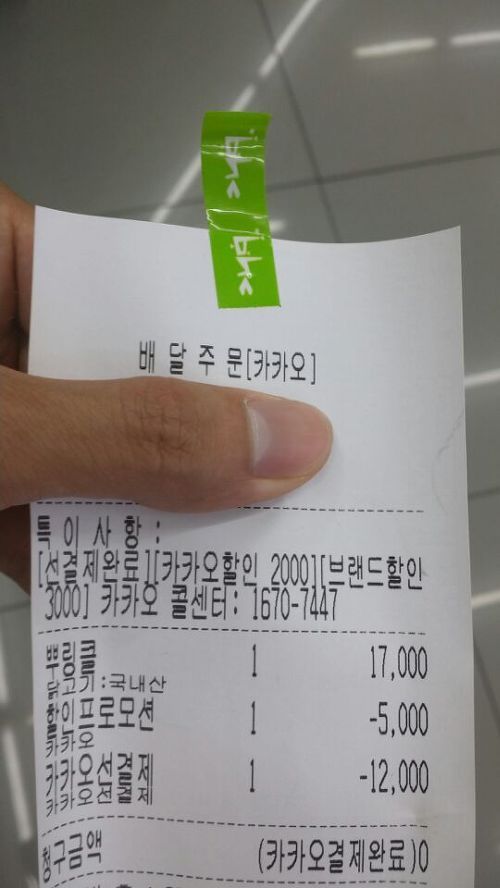 bhc
bhc
배 달 주 문[카카오]
특 이 사 항 :
[선결제완료][카카오할인 2000][브랜드할인
3000] 카카오 콜센터: 1670-7447
뿌링클 1 17,000
닭고기:국내산
할인프로모션 1 -5,000
카카오
카카오선결제 1 -12,000
카카오선결제
청구금액 (카카오결제완료)0